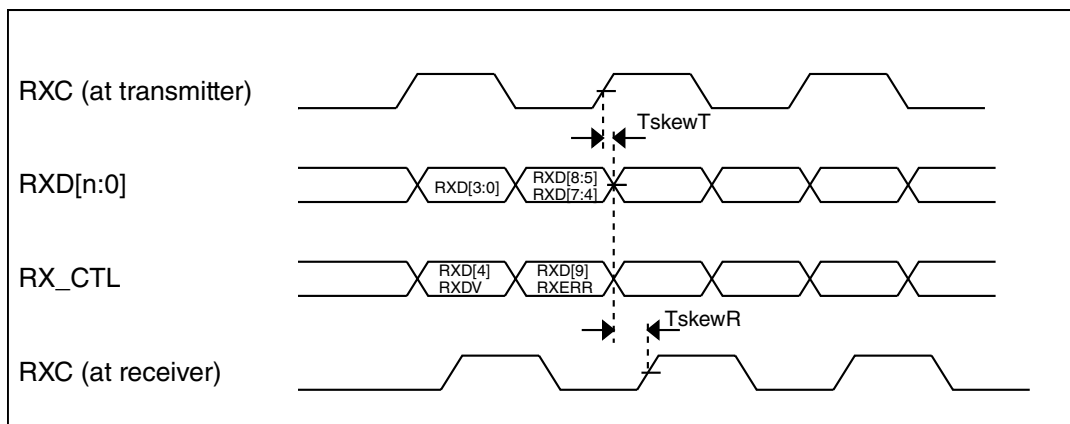 RXC (at transmitter)
TskewT
RXD[n:0]
RXD[3:0]
RXD[8:5]
RXD[7:4]
RX_CTL
RXD[4]
RXDV
RXD[9]
RXERR
TskewR
RXC (at receiver)